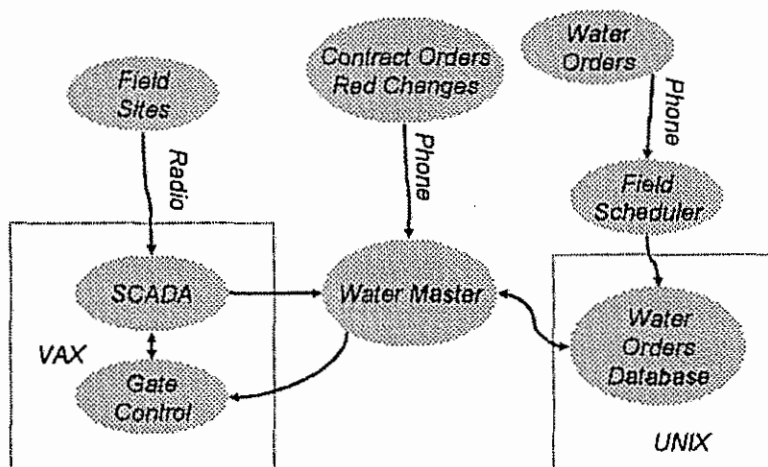 Field
Sites
Contract Orders
Red Changes
Water
Orders
Radio
Phone
Phone
Field
Scheduler
SCADA
Water Master
Water
Orders
Database
VAX
Gate
Control
UNIX